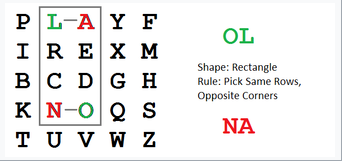 P L A Y F
I R E X M
B C D G H
K N O Q S
T U V W Z
OL
Shape: Rectangle
Rule: Pick Same Rows,
Opposite Corners
NA